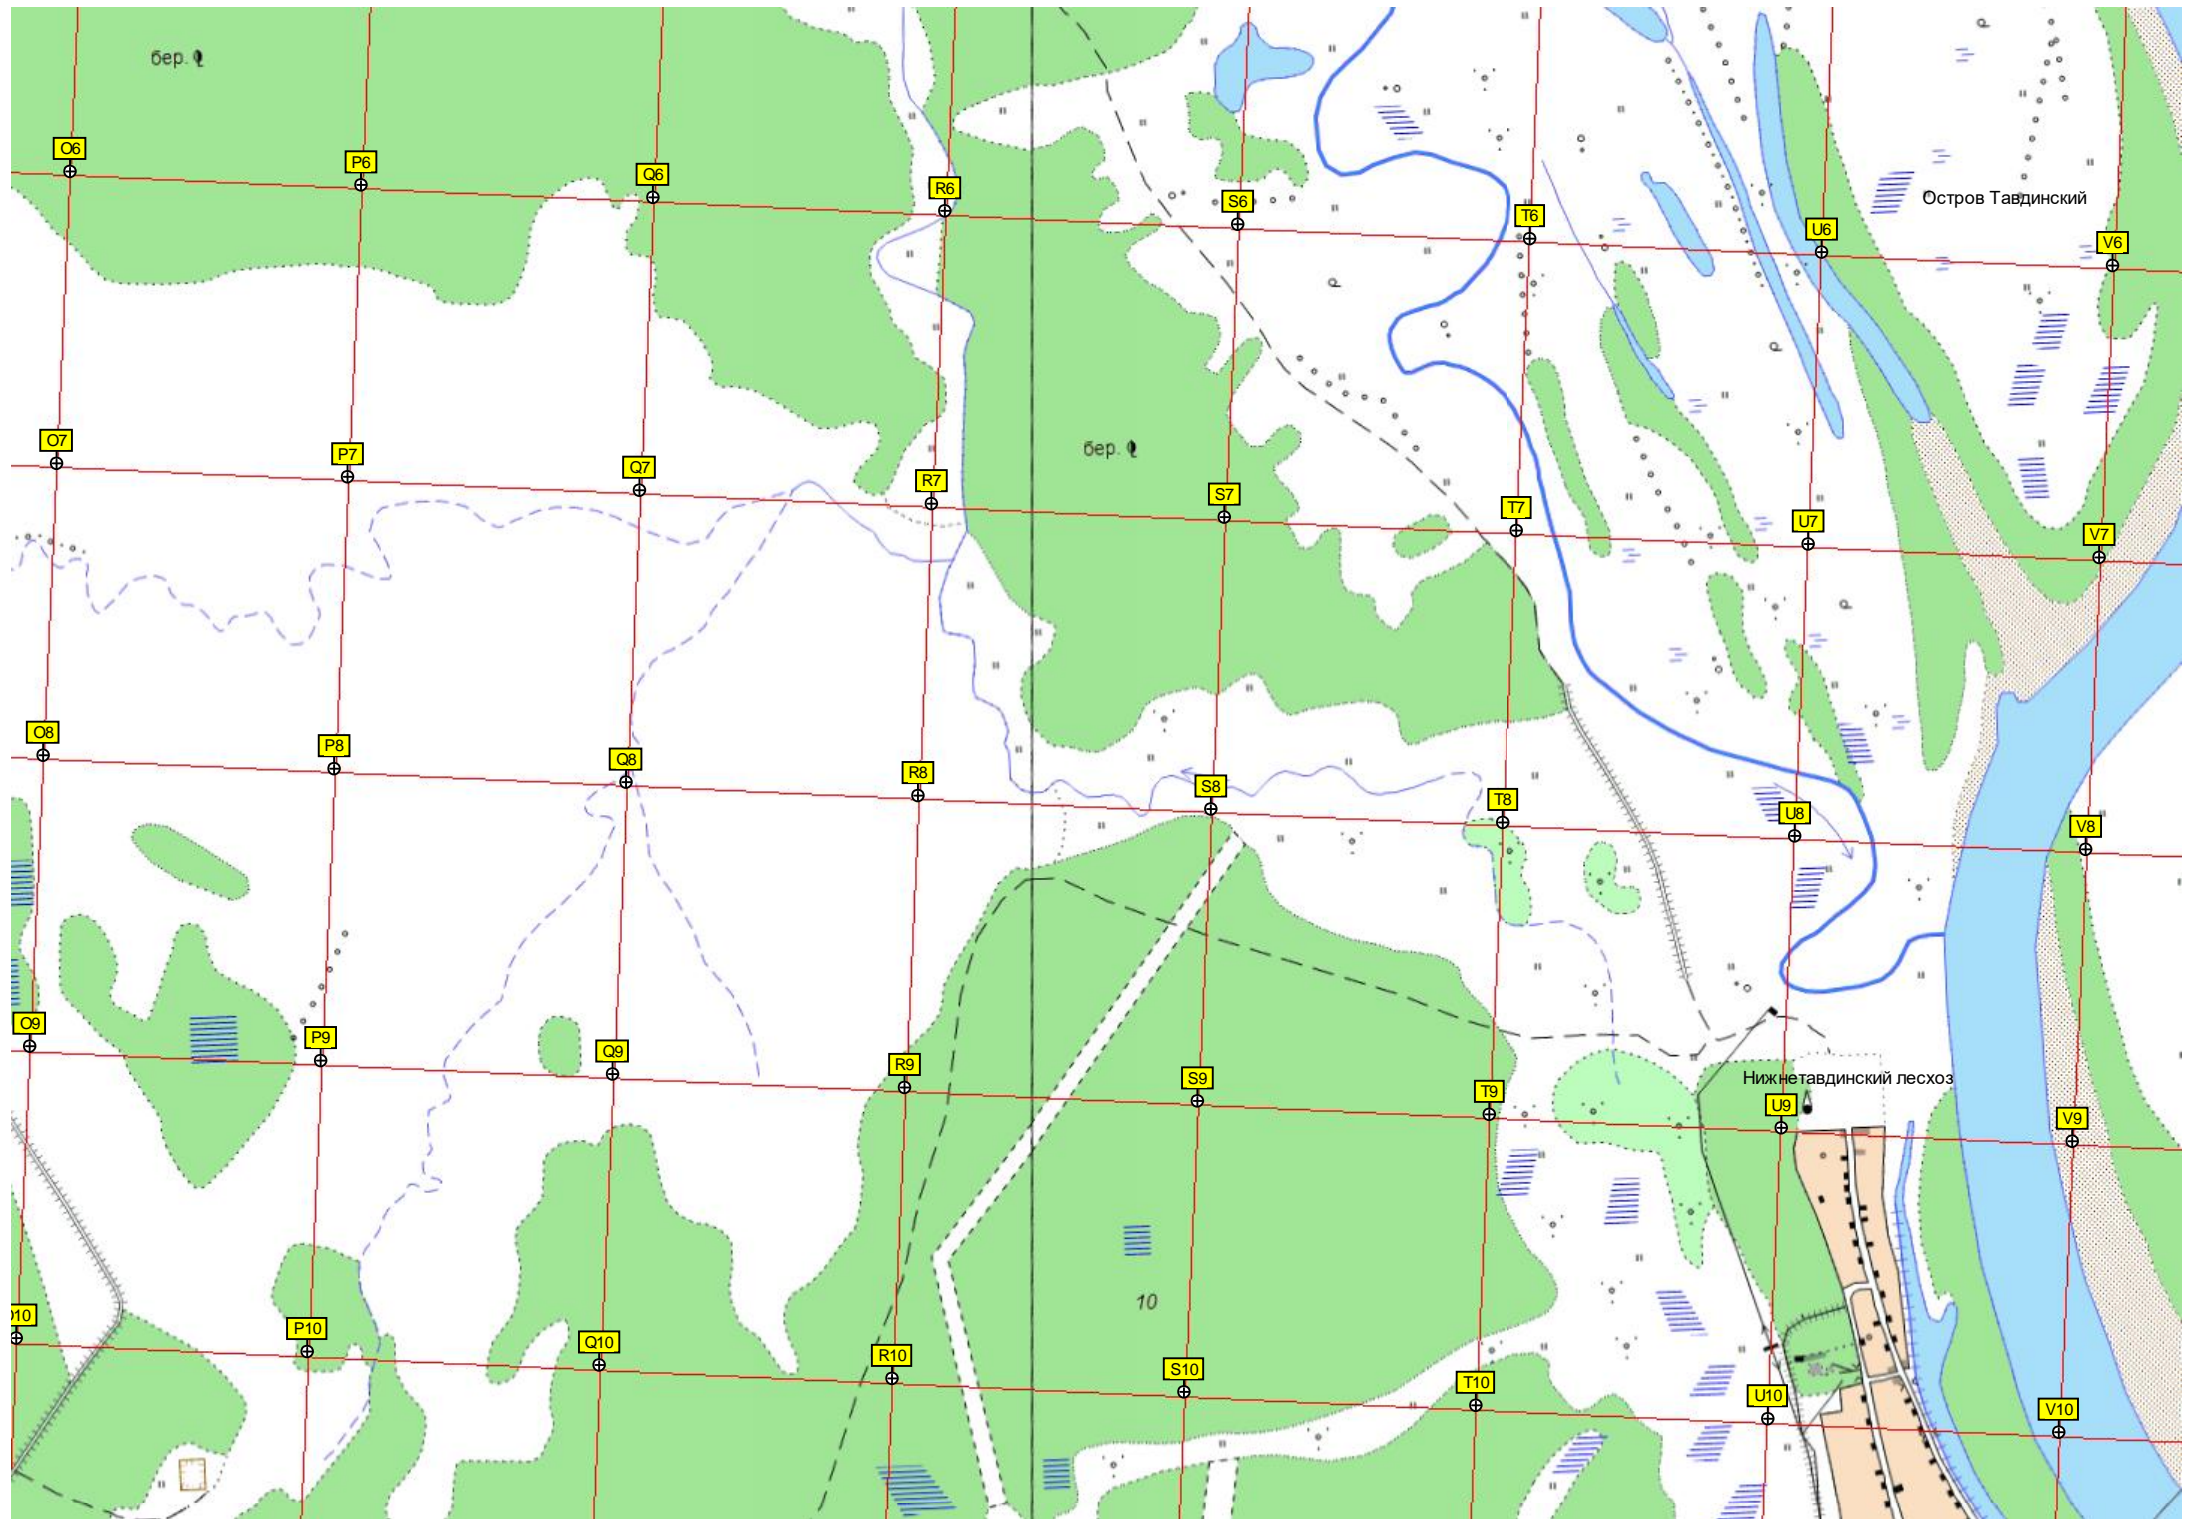 бер.
O6
P6
Q6
R6
S6
Остров Тавдинский
T6
U6
V6
O7
P7
бер.
Q7
R7
S7
T7
U7
V7
O8
P8
Q8
R8
S8
T8
U8
V8
O9
P9
Q9
R9
Нижнетавдинский лесхоз
S9
T9
U9
V9
10
P10
Q10
R10
S10
T10
U10
V10